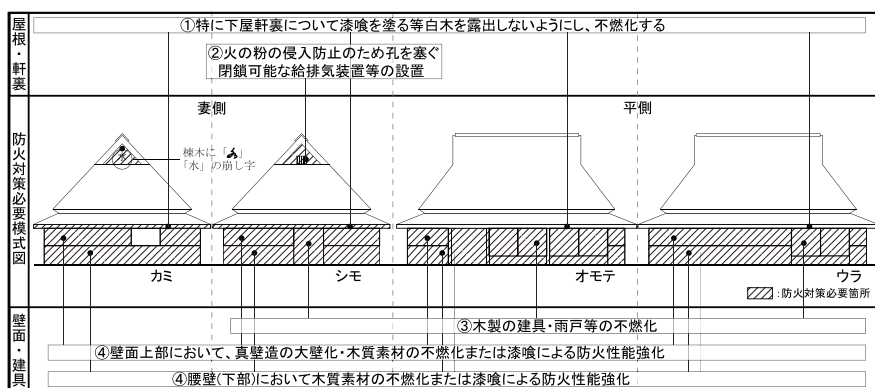 屋根・軒裏
①特に下屋軒裏について漆喰を塗る等白木を露出しないようにし、不燃化する
②火の粉の侵入防止のため孔を塞ぐ
閉鎖可能な給排気装置等の設置
防火対策必要模式図
妻側
平側
水
棟木に「水」
「水」の崩し字
カミ
シモ
オモテ
ウラ
:防火対策必要箇所
壁面・建具
③木製の建具・雨戸等の不燃化
④壁面上部において、真壁造の大壁化・木質素材の不燃化または漆喰による防火性能強化
④腰壁(下部)において木質素材の不燃化または漆喰による防火性能強化